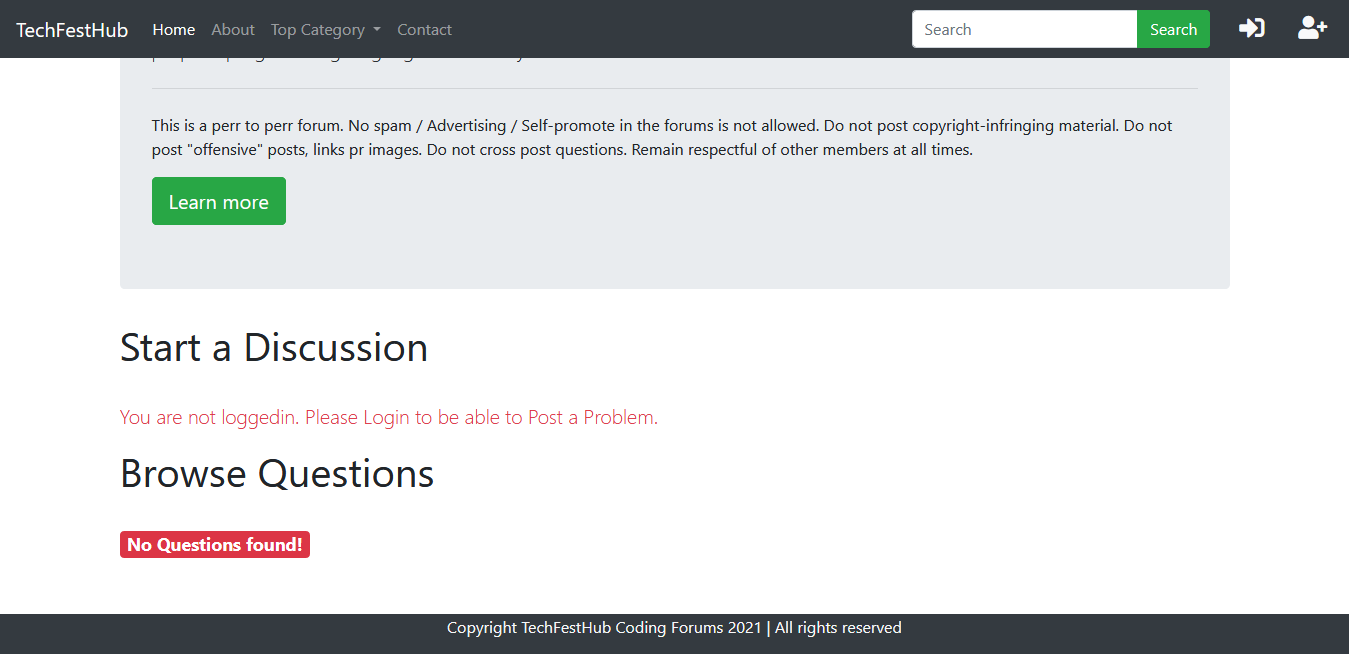 TechFestHub Home About Top Category Contact Search Search
This is a perr to perr forum. No spam / Advertising / Self-promote in the forums is not allowed. Do not post copyright-infringing material. Do not
post "offensive" posts, links pr images. Do not cross post questions. Remain respectful of other members at all times.
Learn more
Start a Discussion
You are not loggedin. Please Login to be able to Post a Problem.
Browse Questions
No Questions found!
Copyright TechFestHub Coding Forums 2021 | All rights reserved